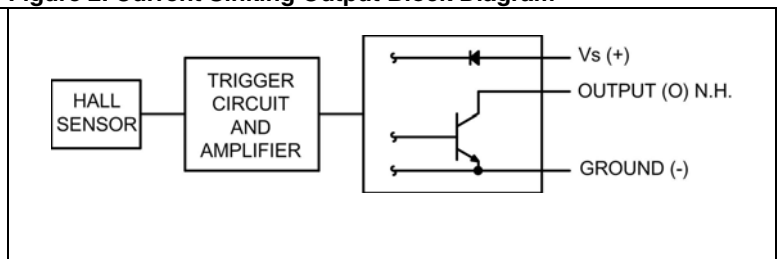 Figure 2. Current Sinking Output Block Diagram
HALL
SENSOR
TRIGGER
CIRCUIT
AND
AMPLIFIER
Vs (+)
OUTPUT (O) N.H.
GROUND (-)